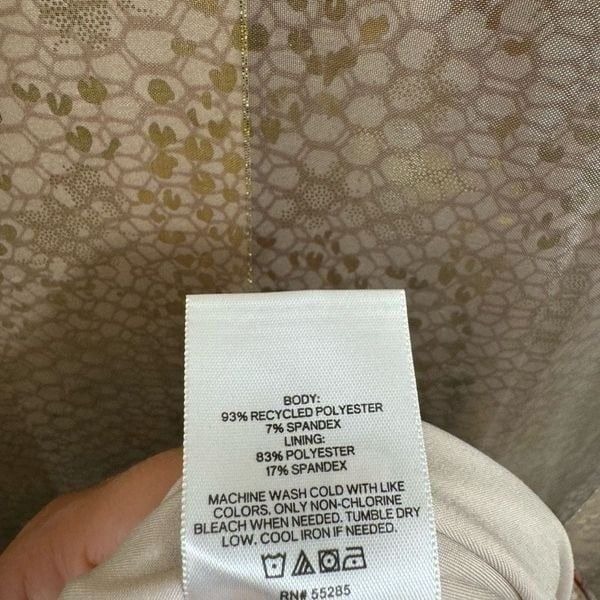 BODY:
93% RECYCLED POLYESTER
7% SPANDEX
LINING:
83% POLYESTER
17% SPANDEX
MACHINE WASH COLD WITH LIKE
COLORS. ONLY NON-CHLORINE
BLEACH WHEN NEEDED. TUMBLE DRY
LOW. COOL IRON IF NEEDED.
RN# 55285